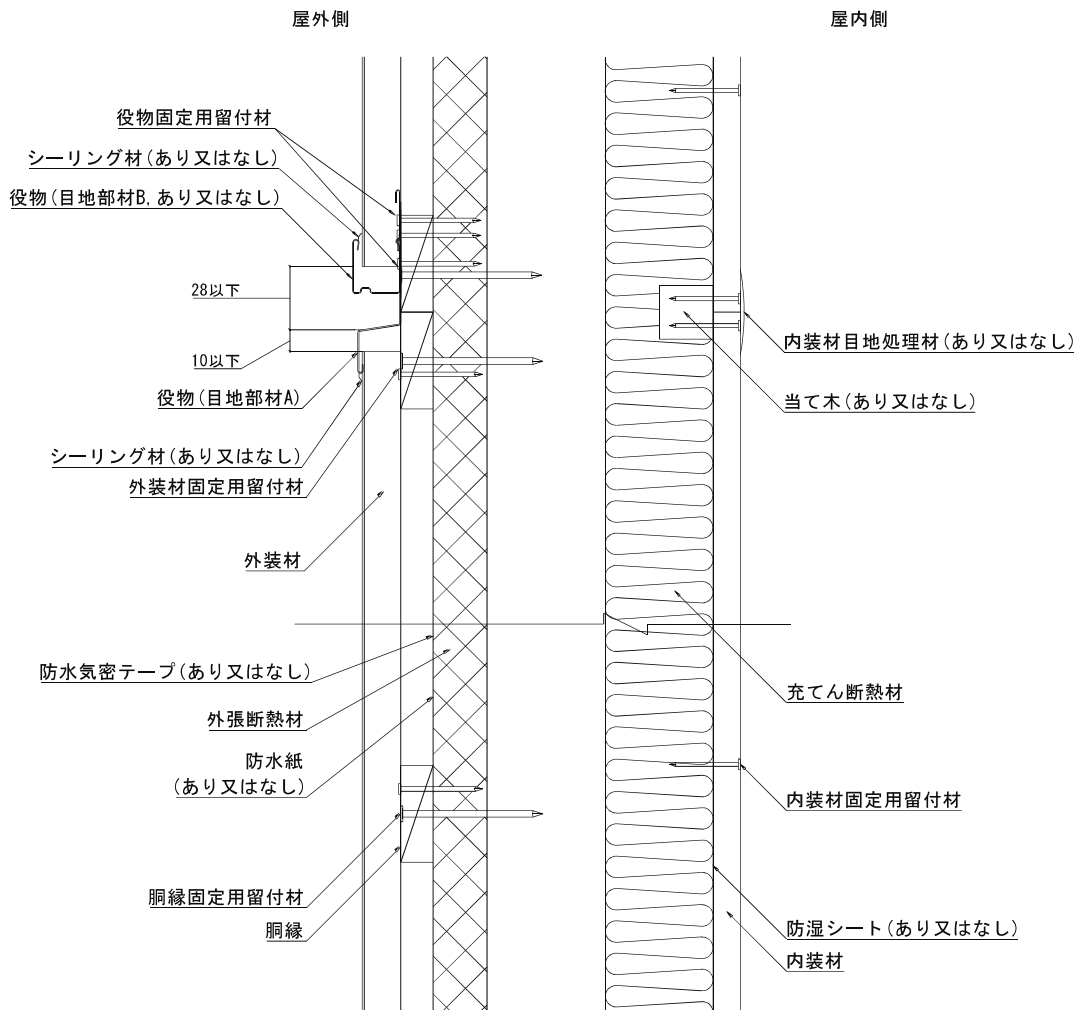 屋外側
屋内側
役物固定用留付材
シーリング材(あり又はなし)
役物(目地部材B,あり又はなし)
28以下
10以下
役物(目地部材A)
シーリング材(あり又はなし)
外装材固定用留付材
外装材
防水気密テープ(あり又はなし)
外張断熱材
防水紙
(あり又はなし)
胴縁固定用留付材
胴縁
内装材目地処理材(あり又はなし)
当て木(あり又はなし)
充てん断熱材
内装材固定用留付材
防湿シート(あり又はなし)
内装材